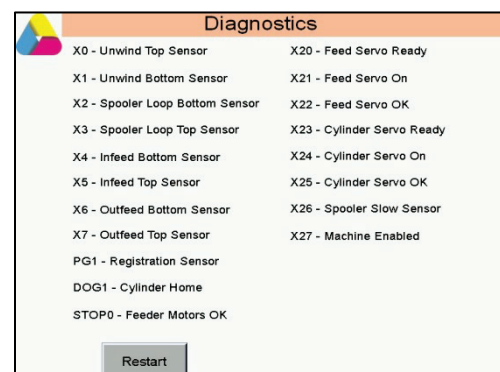 Diagnostics
X0 - Unwind Top Sensor
X1 - Unwind Bottom Sensor
X2 - Spooler Loop Bottom Sensor
X3 - Spooler Loop Top Sensor
X4 - Infeed Bottom Sensor
X5 - Infeed Top Sensor
X6 - Outfeed Bottom Sensor
X7 - Outfeed Top Sensor
PG1 - Registration Sensor
DOG1 - Cylinder Home
STOP0 - Feeder Motors OK
X20 - Feed Servo Ready
X21 - Feed Servo On
X22 - Feed Servo OK
X23 - Cylinder Servo Ready
X24 - Cylinder Servo On
X25 - Cylinder Servo OK
X26 - Spooler Slow Sensor
X27 - Machine Enabled
Restart